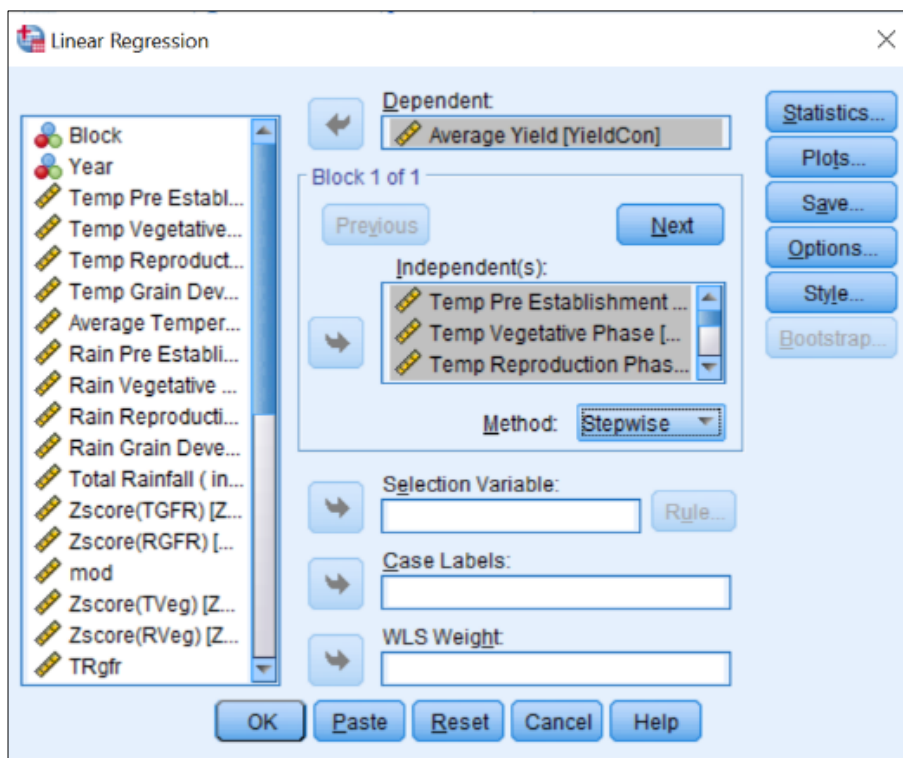 Linear Regression
Block
Year
Temp Pre Establ...
Temp Vegetative...
Temp Reproduct...
Temp Grain Dev...
Average Temper...
Rain Pre Establi...
Rain Vegetative ...
Rain Reproducti...
Rain Grain Deve...
Total Rainfall ( in...
Zscore(TGFR) [Z...
Zscore(RGFR) [...
mod
Zscore(TVeg) [Z...
Zscore(RVeg) [Z...
TRgfr
Dependent:
Average Yield [YieldCon]
Block 1 of 1
Previous
Next
Independent(s):
Temp Pre Establishment ...
Temp Vegetative Phase [...
Temp Reproduction Phas...
Method:
Stepwise
Selection Variable:
Rule...
Case Labels:
WLS Weight:
Statistics...
Plots...
Save...
Options...
Style...
Bootstrap...
OK
Paste
Reset
Cancel
Help